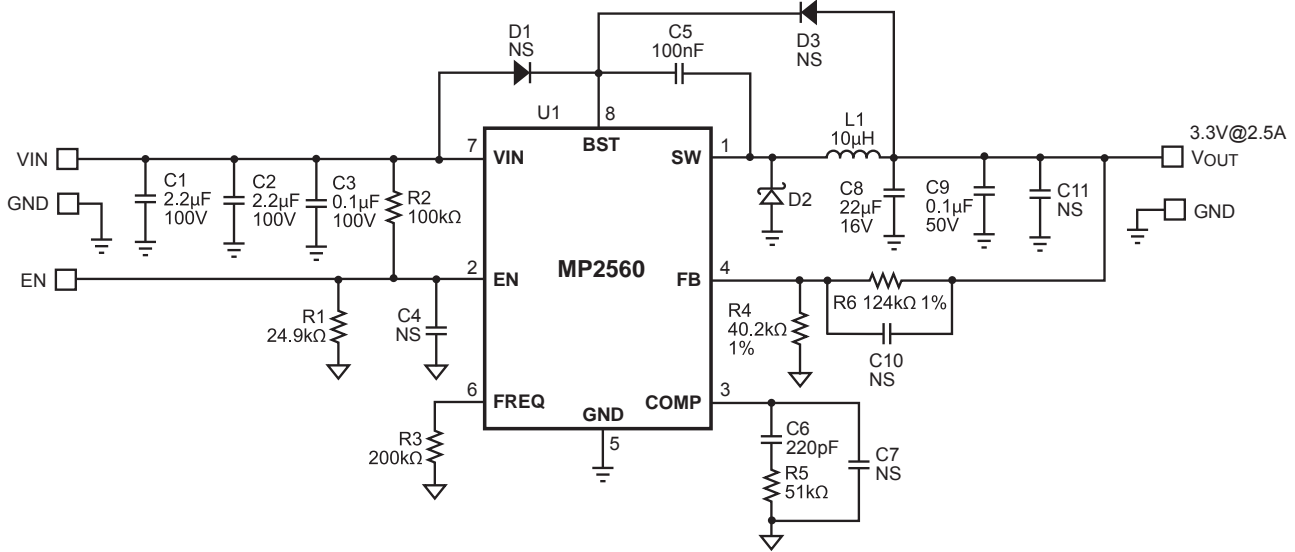 D1
NS
C5
100nF
D3
NS
U1
8
BST
L1
10µH
3.3V@2.5A
VIN
7
VIN
SW
1
VOUT
C1
2.2µF
100V
C2
2.2µF
100V
C3
0.1µF
100V
R2
100kΩ
D2
C8
22µF
16V
C9
0.1µF
50V
C11
NS
GND
GND
MP2560
EN
2
EN
FB
4
R6 124kΩ 1%
R1
24.9kΩ
C4
NS
R4
40.2kΩ
1%
C10
NS
6
FREQ
GND
5
COMP
3
R3
200kΩ
C6
220pF
R5
51kΩ
C7
NS